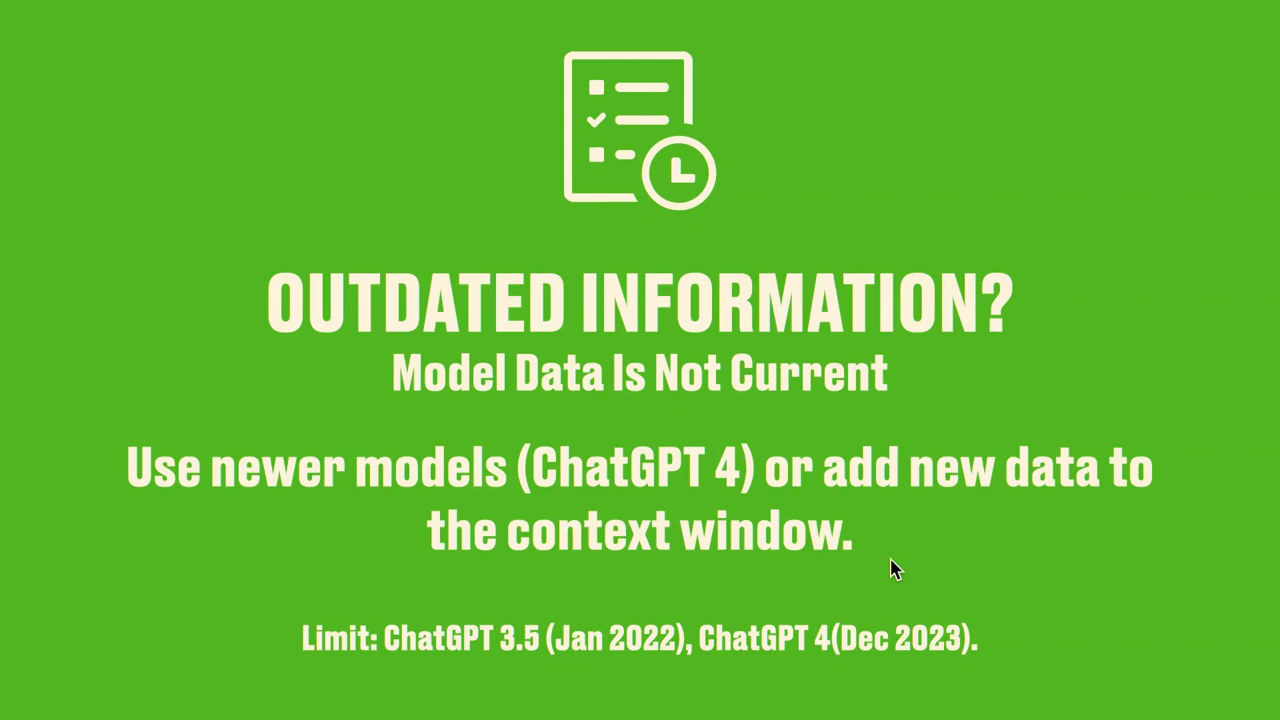 OUTDATED INFORMATION?
Model Data Is Not Current
Use newer models (ChatGPT 4) or add new data to
the context window.
Limit: ChatGPT 3.5 (Jan 2022), ChatGPT 4(Dec 2023).